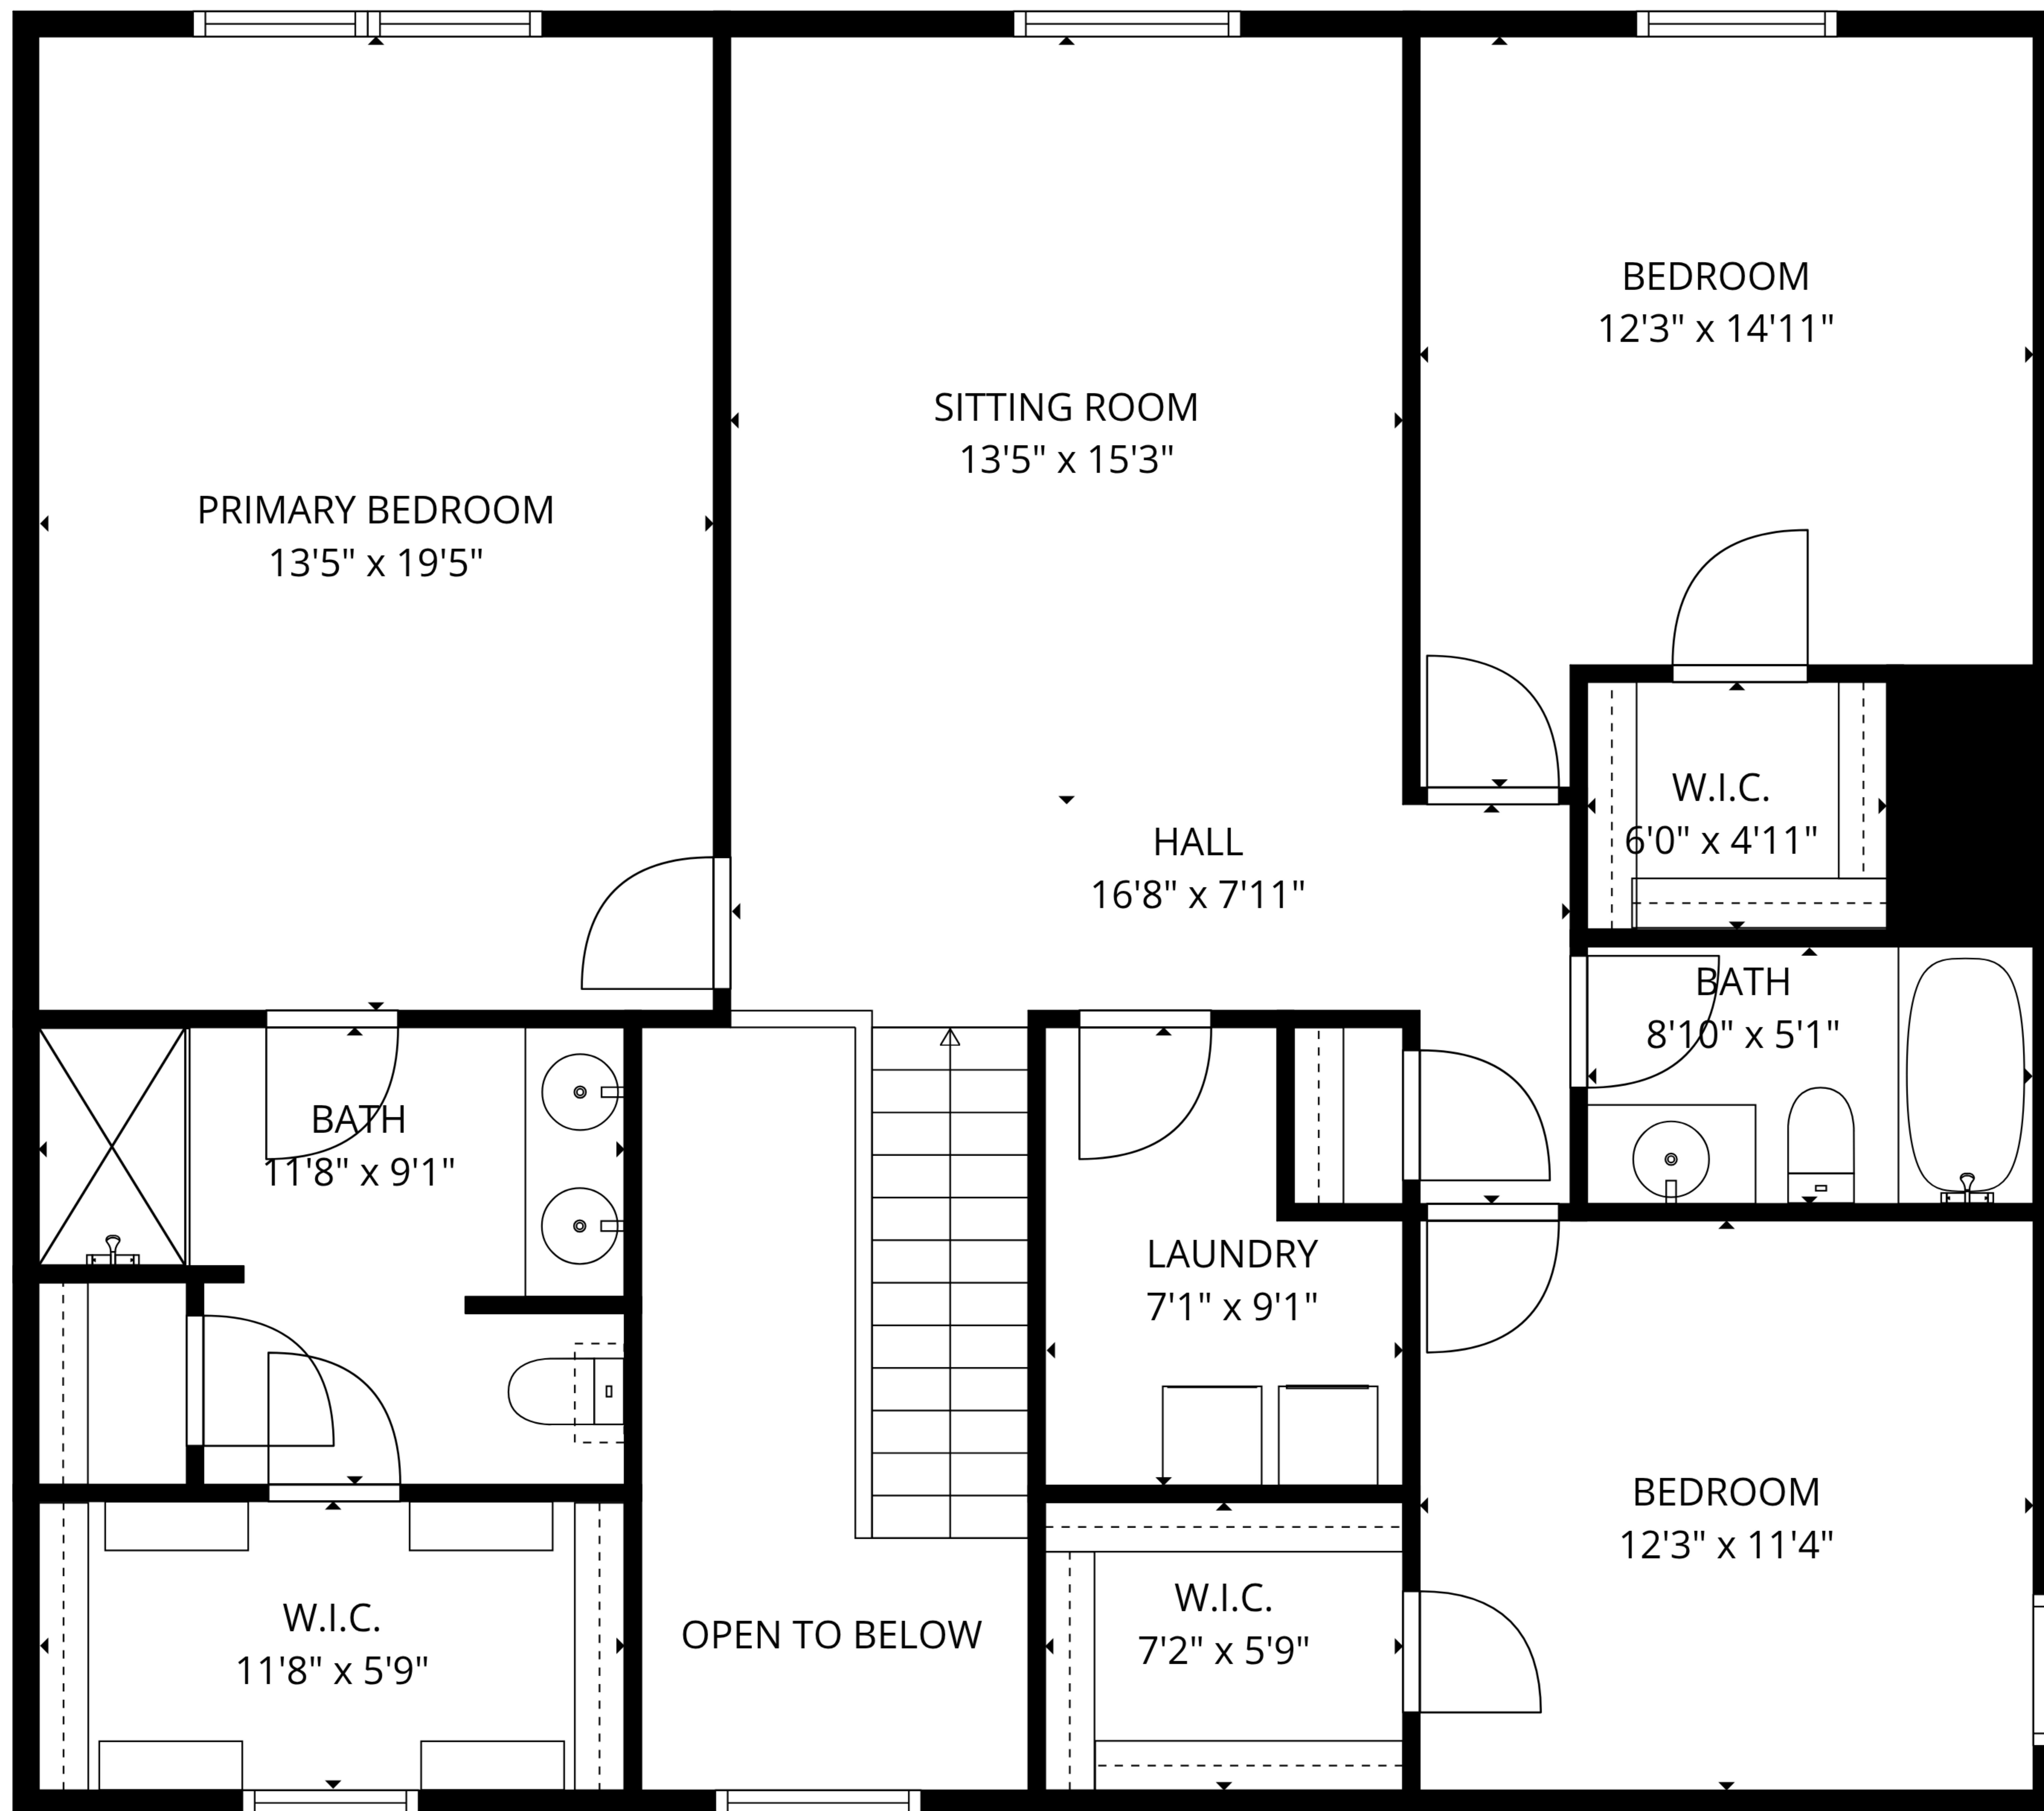 BEDROOM
12'3" x 14'11"
SITTING ROOM
13'5" x 15'3"
PRIMARY BEDROOM
13'5" x 19'5"
W.I.C.
6'0" x 4'11"
HALL
16'8" x 7'11"
BATH
8'10" x 5'1"
BATH
11'8" x 9'1"
LAUNDRY
7'1" x 9'1"
BEDROOM
12'3" x 11'4"
W.I.C.
11'8" x 5'9"
OPEN TO BELOW
W.I.C.
7'2" x 5'9"